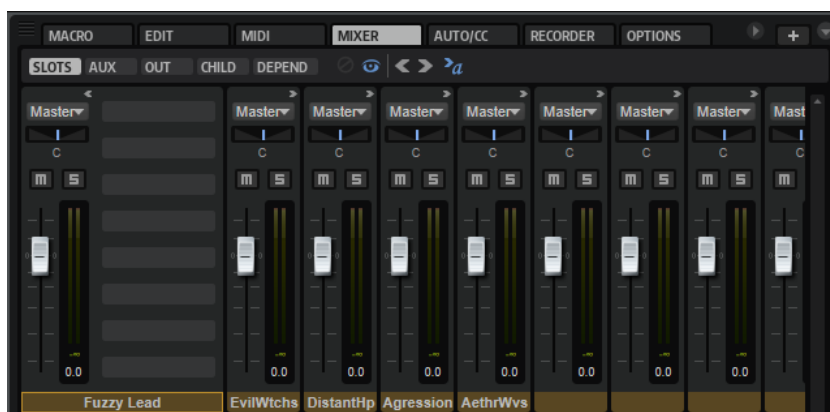 MACRO EDIT MIDI MIXER AUTO/CC RECORDER OPTIONS +
SLOTS AUX OUT CHILD DEPEND a
Master Master Master Master Master Master Master Master Mast
C C C C C C C C C
M S M S M S M S M S M S M S M S M
0.0 0.0 0.0 0.0 0.0 0.0 0.0 0.0
Fuzzy Lead EvilWtchs DistantHp Agression AethrWvs